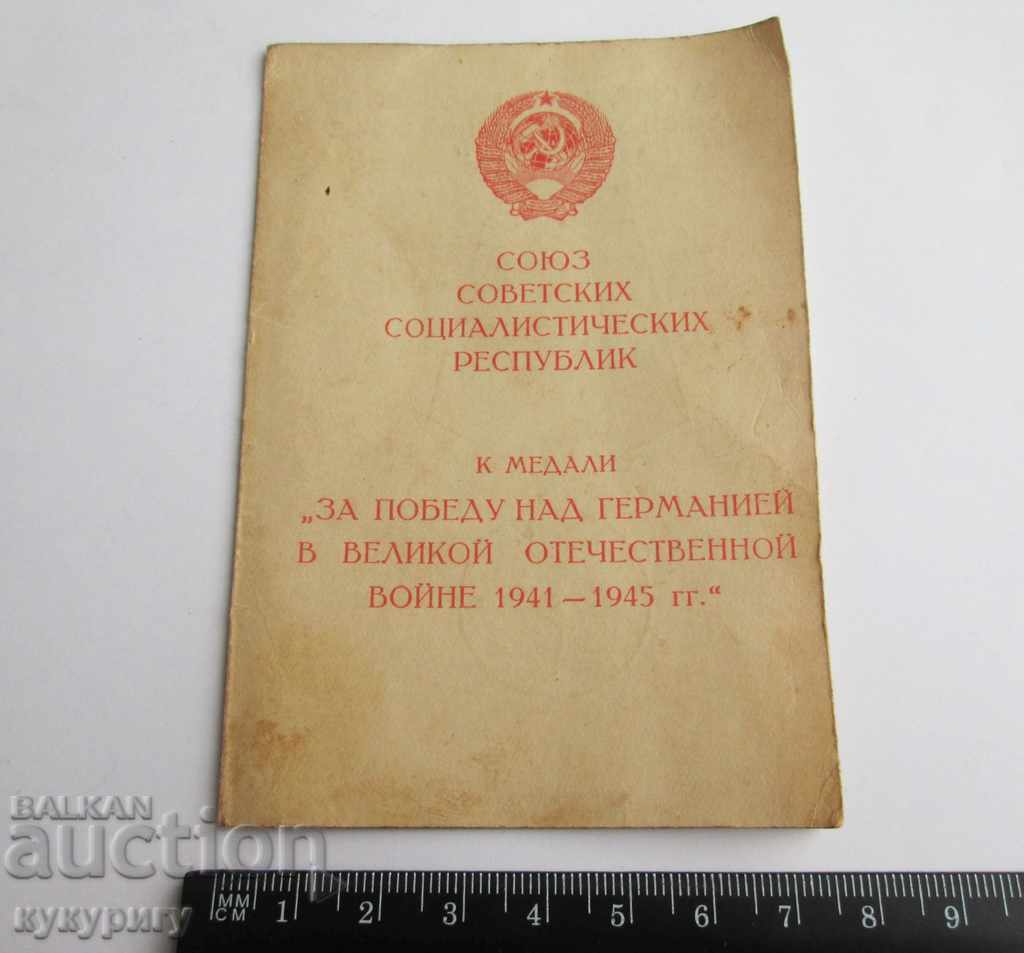 СОЮЗ
СОВЕТСКИХ
СОЦИАЛИСТИЧЕСКИХ
РЕСПУБЛИК
К МЕДАЛИ
„ЗА ПОБЕДУ НАД ГЕРМАНИЕЙ
В ВЕЛИКОЙ ОТЕЧЕСТВЕННОЙ
ВОЙНЕ 1941 — 1945 гг.“
BALKAN
auction
кукуригу
ММ
СМ 1 2 3 4 5 6 7 8 9